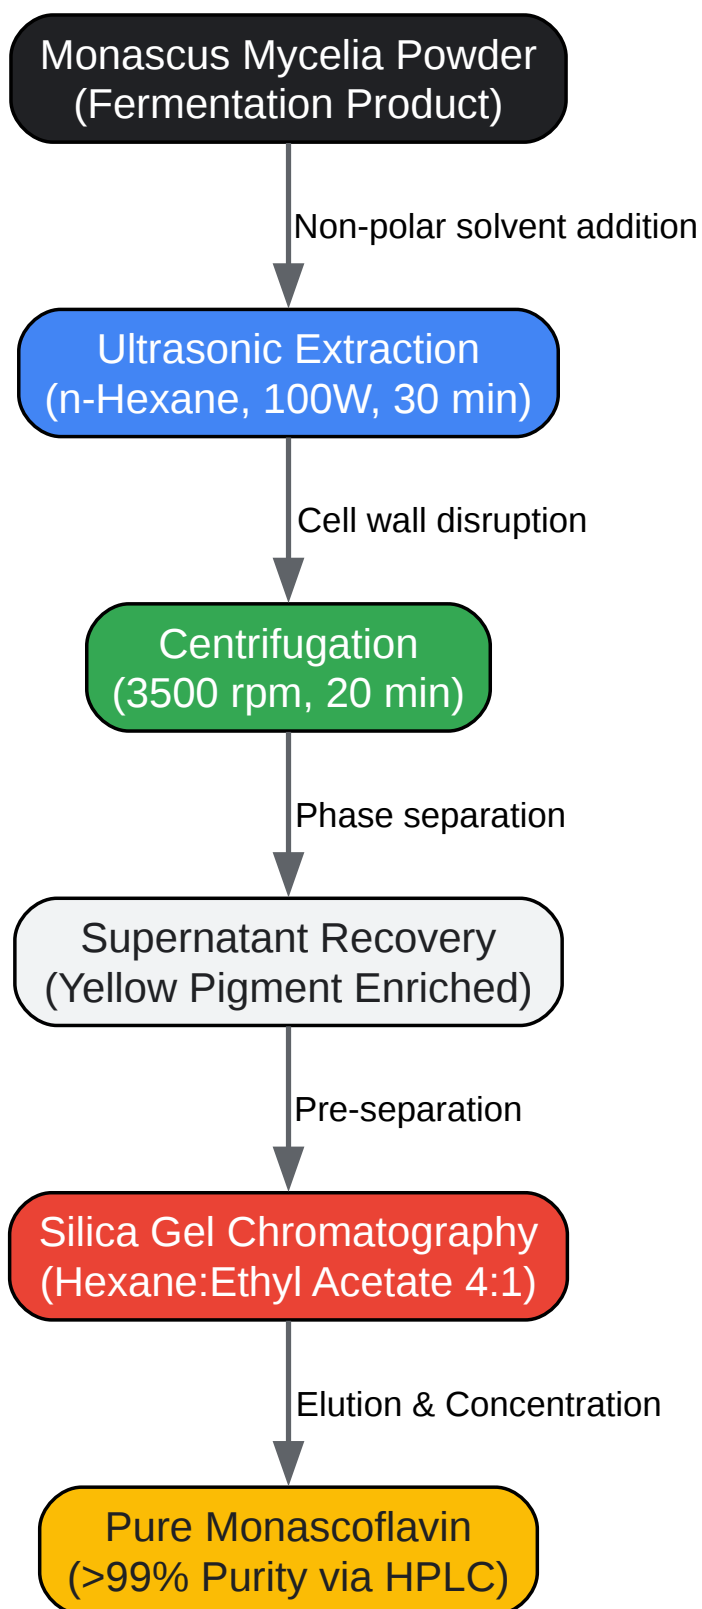 Monascus Mycelia Powder
(Fermentation Product)
Non-polar solvent addition
Ultrasonic Extraction
(n-Hexane, 100W, 30 min)
Cell wall disruption
Centrifugation
(3500 rpm, 20 min)
Phase separation
Supernatant Recovery
(Yellow Pigment Enriched)
Pre-separation
Silica Gel Chromatography
(Hexane:Ethyl Acetate 4:1)
Elution & Concentration
Pure Monascoflavin
(>99% Purity via HPLC)